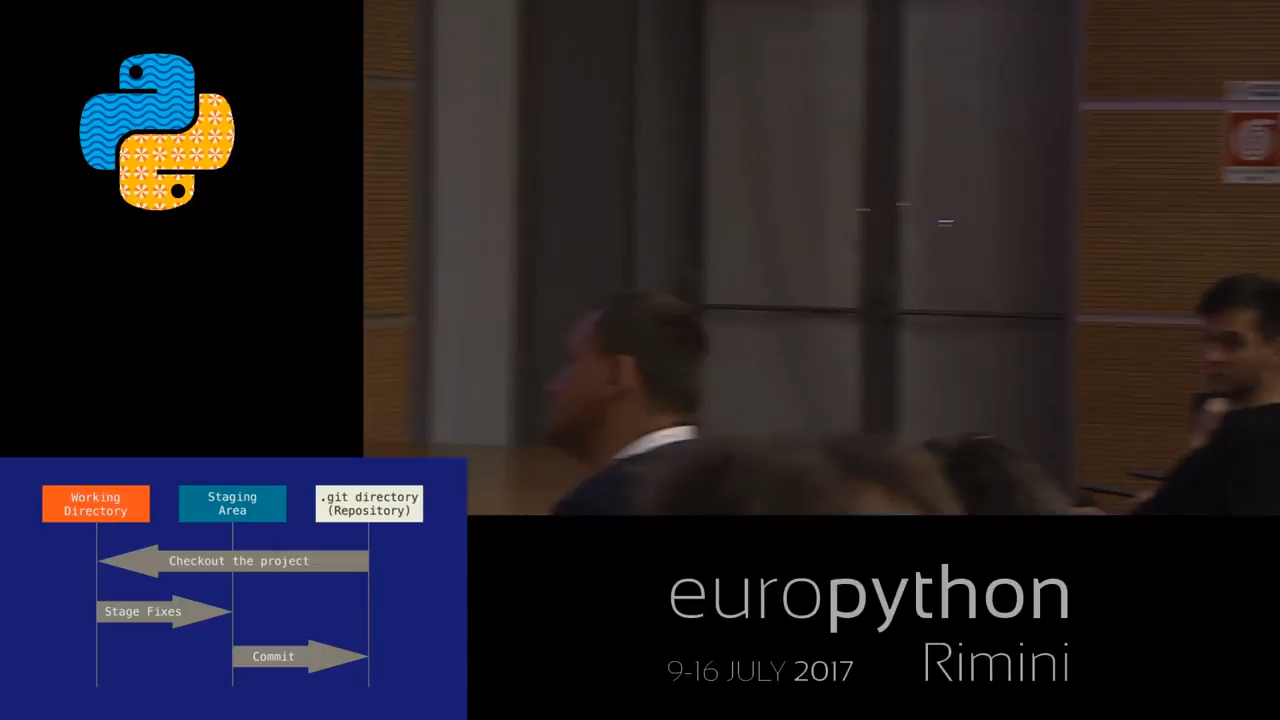 Working
Directory
Staging
Area
.git directory
(Repository)
Checkout the project
Stage Fixes
Commit
europython
9-16 JULY 2017
Rimini